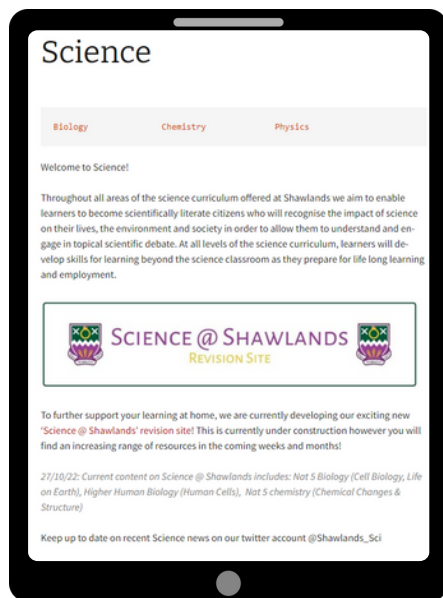 Science
Biology Chemistry Physics
Welcome to Science!
Throughout all areas of the science curriculum offered at Shawlands we aim to enable
learners to become scientifically literate citizens who will recognise the impact of science
on their lives, the environment and society in order to allow them to understand and en-
gage in topical scientific debate. At all levels of the science curriculum, learners will de-
velop skills for learning beyond the science classroom as they prepare for life long learning
and employment.
SCIENCE @ SHAWLANDS
REVISION SITE
To further support your learning at home, we are currently developing our exciting new
'Science @ Shawlands' revision site! This is currently under construction however you will
find an increasing range of resources in the coming weeks and months!
27/10/22: Current content on Science @ Shawlands includes: Nat 5 Biology (Cell Biology, Life
on Earth), Higher Human Biology (Human Cells), Nat 5 chemistry (Chemical Changes &
Structure)
Keep up to date on recent Science news on our twitter account @Shawlands_Sci